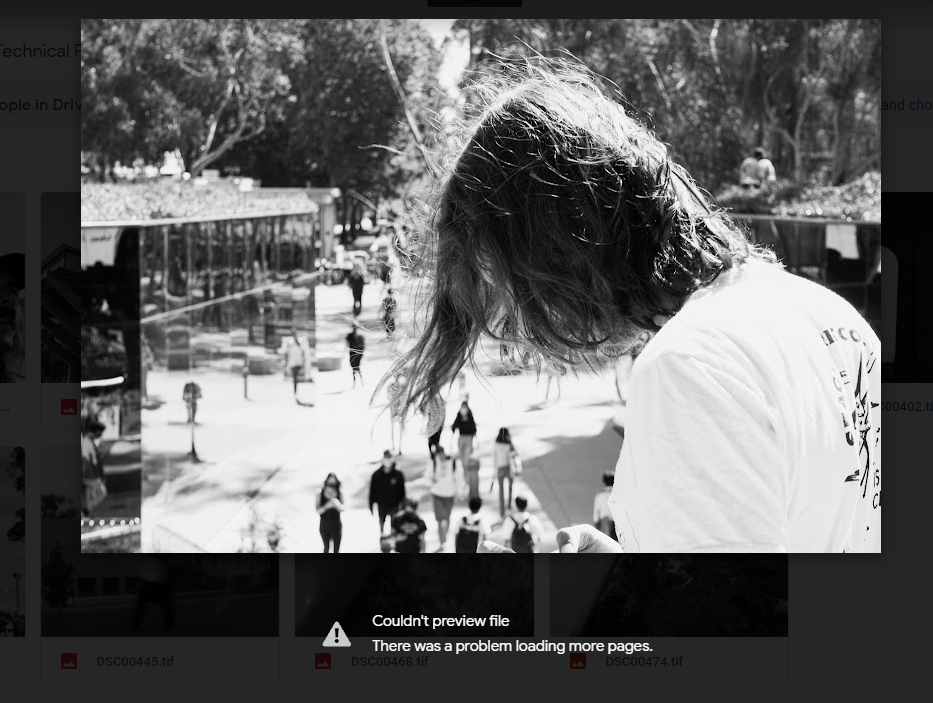 Technical
ople in Driv
and cho
...
C00402.ti
Couldn't preview file
There was a problem loading more pages.
DSC00445.tif
DSC00468.tif
DSC00474.tif